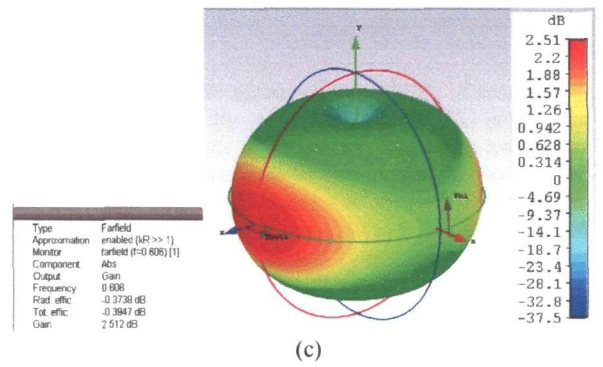 dB
2.51
2.2
1.88
1.57
1.26
0.942
0.628
0.314
0
-4.69
-9.37
-14.1
-18.7
-23.4
-28.1
-32.8
-37.5
Y
x
Type Farfield
Approximation enabled (kR >> 1)
Monitor farfield (f=0.606) [1]
Component Abs
Output Gain
Frequency 0.606
Rad. effic. -0.3738 dB
Tot. effic. -0.3947 dB
Gain 2.512 dB
(c)